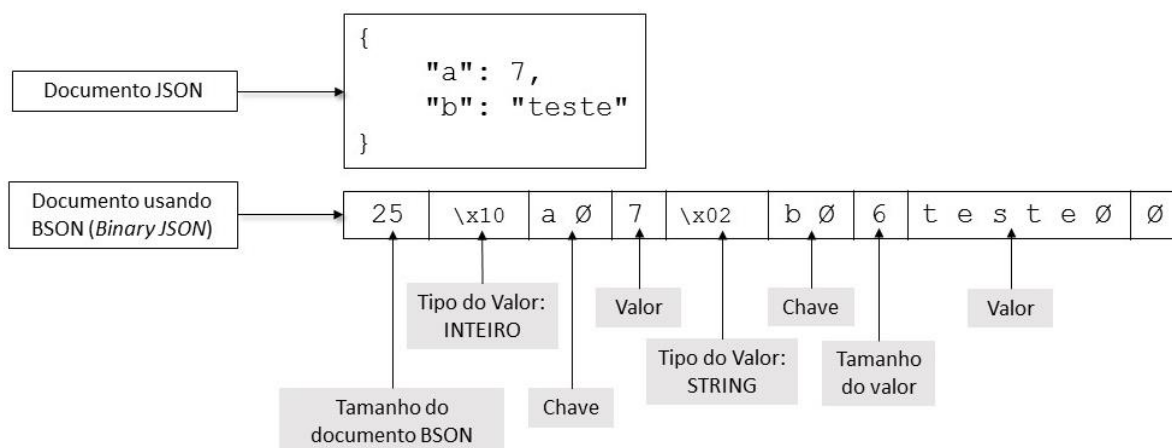 {
"a": 7,
"b": "teste"
}
Documento JSON
Documento usando
BSON (Binary JSON)
25 \x10 a Ø 7 \x02 b Ø 6 t e s t e Ø Ø
Tipo do Valor:
INTEIRO
Valor
Chave
Valor
Tipo do Valor:
STRING
Tamanho
do valor
Tamanho do
documento BSON
Chave